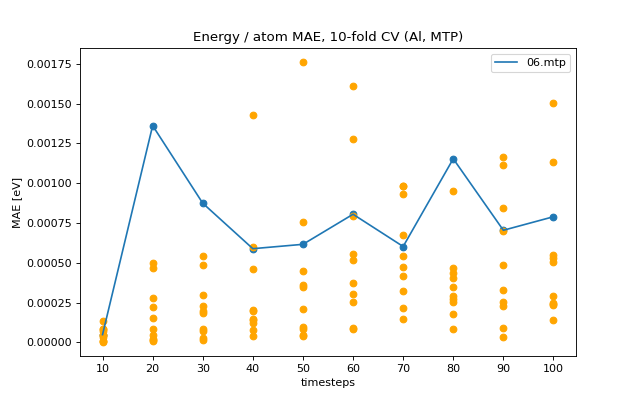 Energy / atom MAE, 10-fold CV (Al, MTP)
06.mtp
0.00175
0.00150
0.00125
0.00100
0.00075
0.00050
0.00025
0.00000
MAE [eV]
10 20 30 40 50 60 70 80 90 100
timesteps